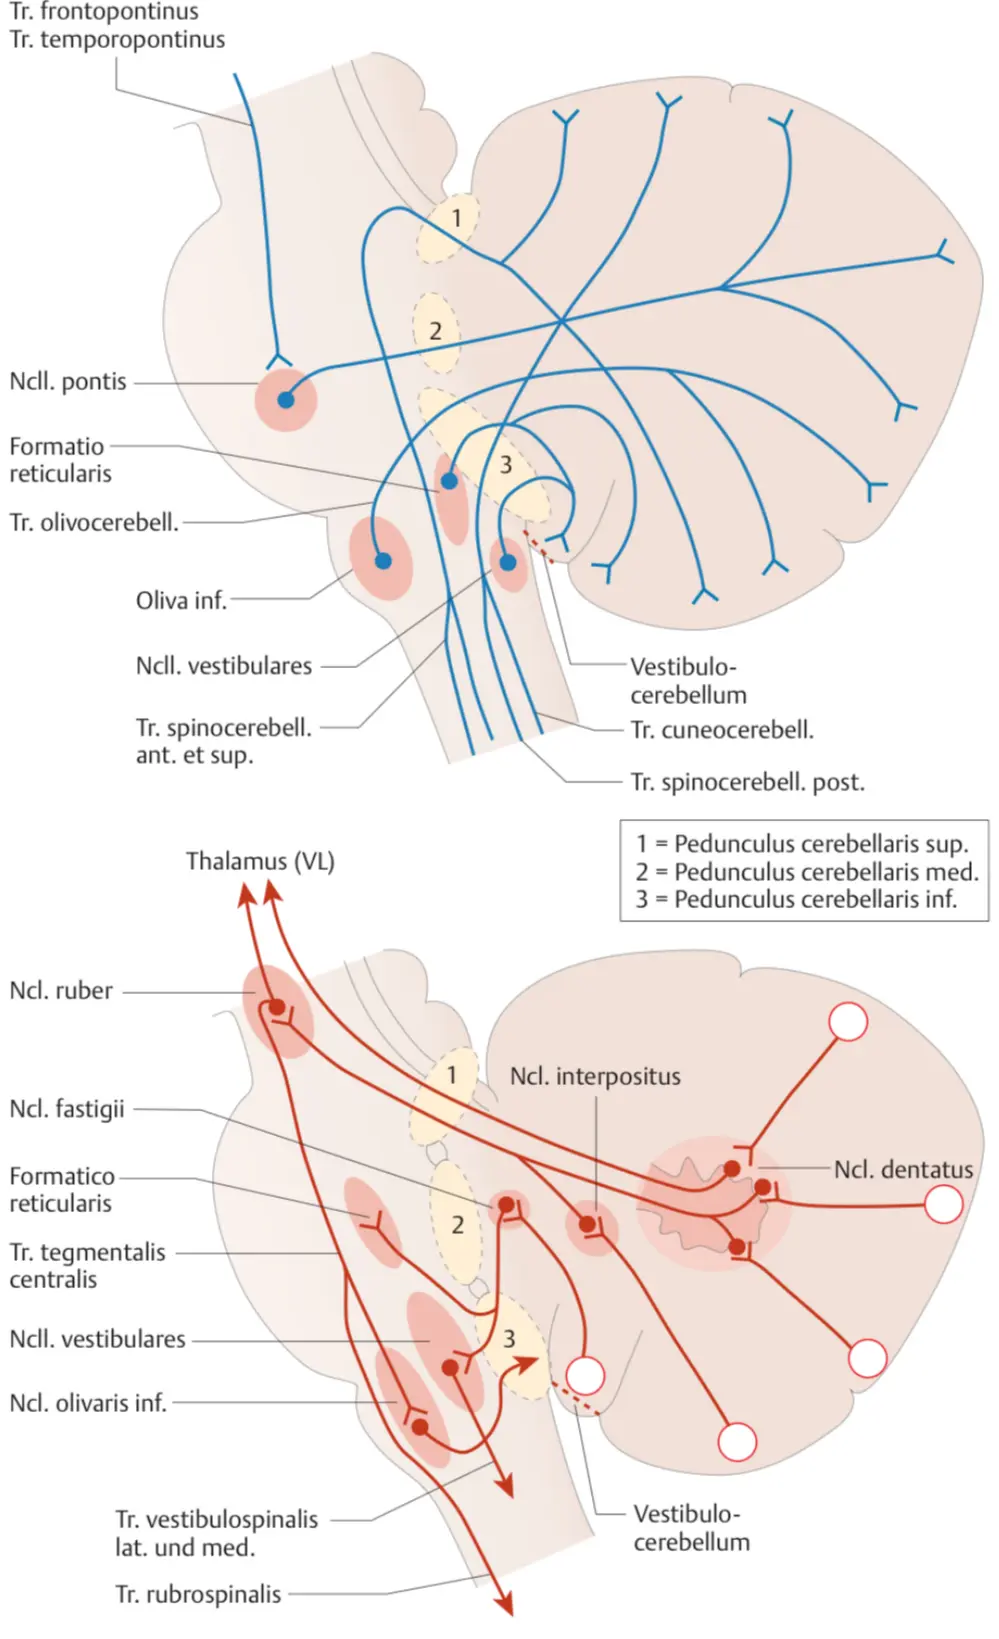 Tr. frontopontinus
Tr. temporopontinus
1
2
Ncll. pontis
Formatio
reticularis
3
Tr. olivocerebell.
Oliva inf.
Ncll. vestibulares
Vestibulo-
cerebellum
Tr. spinocerebell.
ant. et sup.
Tr. cuneocerebell.
Tr. spinocerebell. post.
1 = Pedunculus cerebellaris sup.
2 = Pedunculus cerebellaris med.
3 = Pedunculus cerebellaris inf.
Thalamus (VL)
Ncl. ruber
1
Ncl. interpositus
Ncl. fastigii
Ncl. dentatus
Formatico
reticularis
2
Tr. tegmentalis
centralis
Ncll. vestibulares
3
Ncl. olivaris inf.
Tr. vestibulospinalis
lat. und med.
Vestibulo-
cerebellum
Tr. rubrospinalis